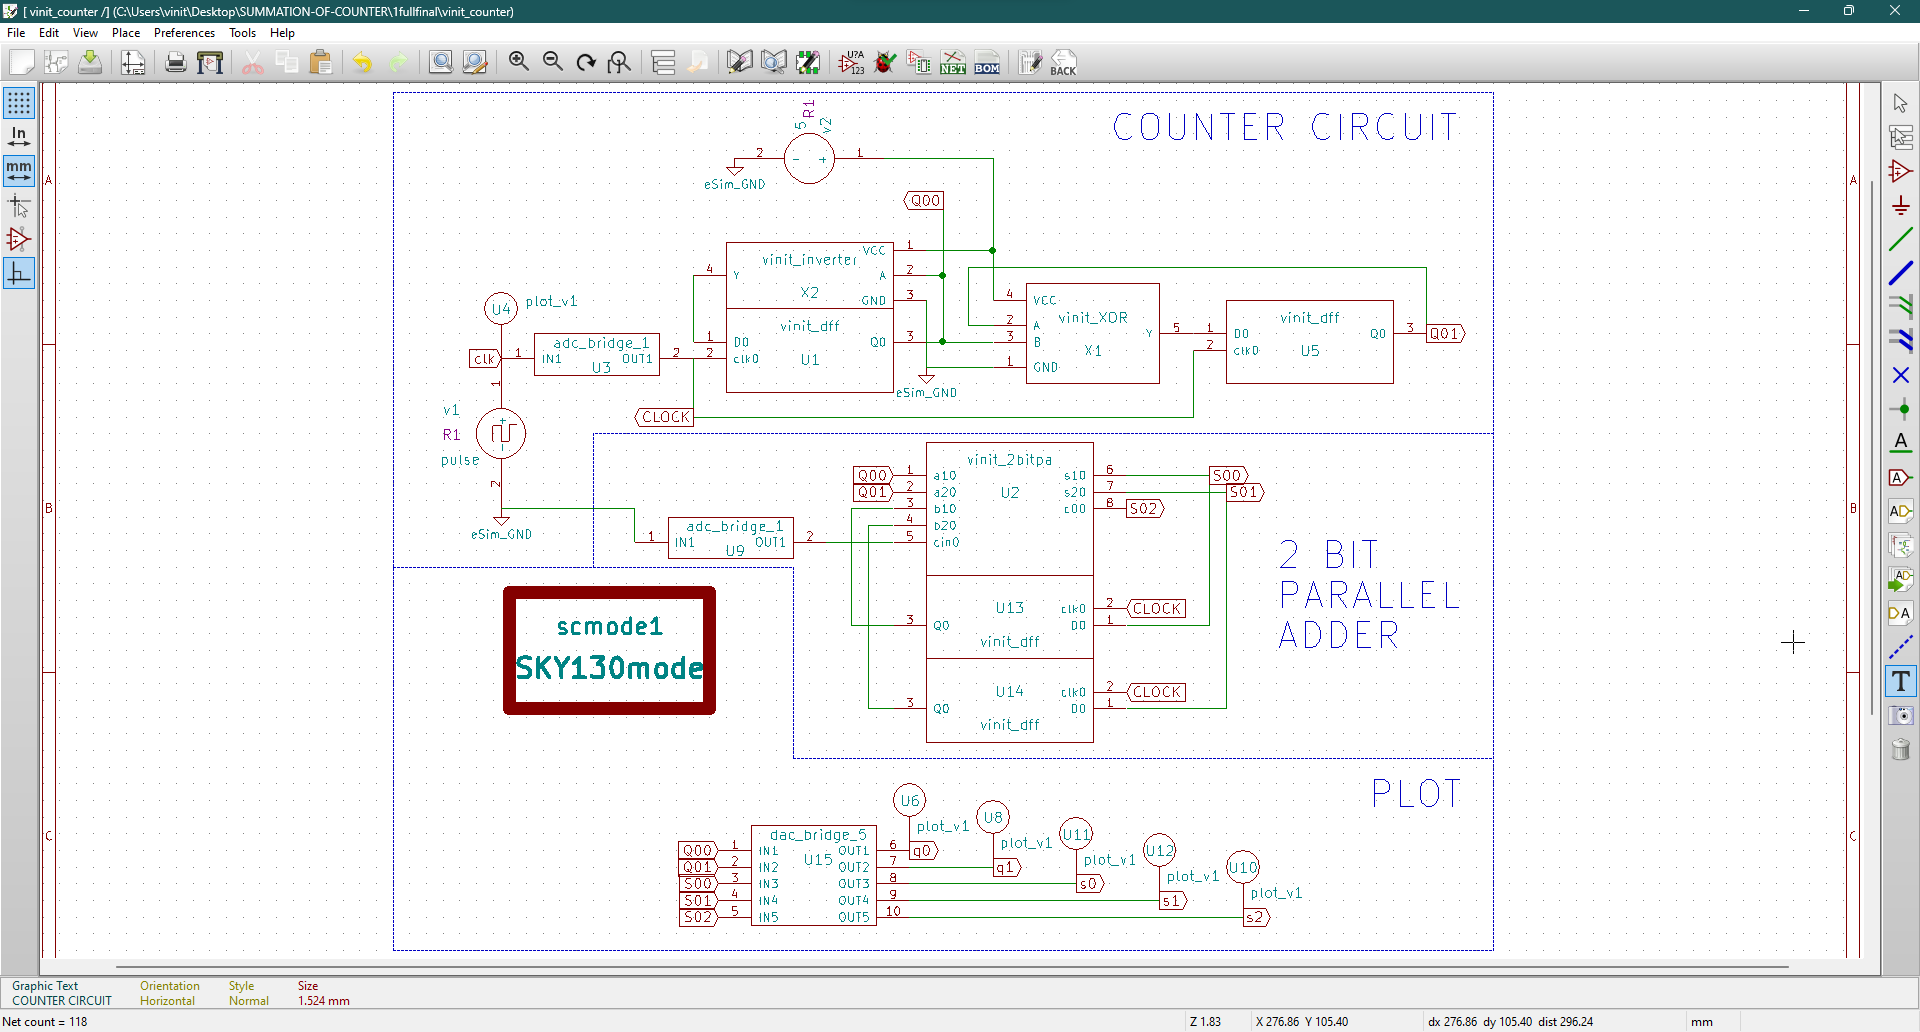 [ vinit_counter /] (C:\Users\vinit\Desktop\SUMMATION-OF-COUNTER\1fullfinal\vinit_counter)
File Edit View Place Preferences Tools Help
U?A 123 NET BOM BACK
In
mm
A
B
C
COUNTER CIRCUIT
R1
5 v2
2 - + 1
eSim_GND
Q00
vinit_inverter
X2
VCC 1
4 Y A 2
GND 3
vinit_dff
U1
1 D0 Q0 3
2 clk0
U4 plot_v1
clk 1
adc_bridge_1
IN1 OUT1 2
U3
1
v1
R1
pulse
2
eSim_GND
CLOCK
eSim_GND
4 VCC
2 A vinit_XOR
3 B X1 Y 5
1 GND
vinit_dff
U5
1 D0 Q0 3 Q01
2 clk0
vinit_2bitpa
U2
Q00 1 a10 s10 6 S00
Q01 2 a20 s20 7 S01
3 b10 c00 8 S02
4 b20
5 cin0
adc_bridge_1
1 IN1 OUT1 2
U9
U13 clk0 2 CLOCK
3 Q0 D0 1
vinit_dff
U14 clk0 2 CLOCK
3 Q0 D0 1
vinit_dff
2 BIT
PARALLEL
ADDER
scmode1
SKY130mode
PLOT
dac_bridge_5
U15
Q00 1 IN1 OUT1 6 q0
Q01 2 IN2 OUT2 7 q1
S00 3 IN3 OUT3 8 s0
S01 4 IN4 OUT4 9 s1
S02 5 IN5 OUT5 10 s2
U6 plot_v1
U8 plot_v1
U11 plot_v1
U12 plot_v1
U10 plot_v1
A
B
C
A
A
AD
AD
DA
T
Graphic Text Orientation Style Size
COUNTER CIRCUIT Horizontal Normal 1.524 mm
Net count = 118 Z 1.83 X 276.86 Y 105.40 dx 276.86 dy 105.40 dist 296.24 mm